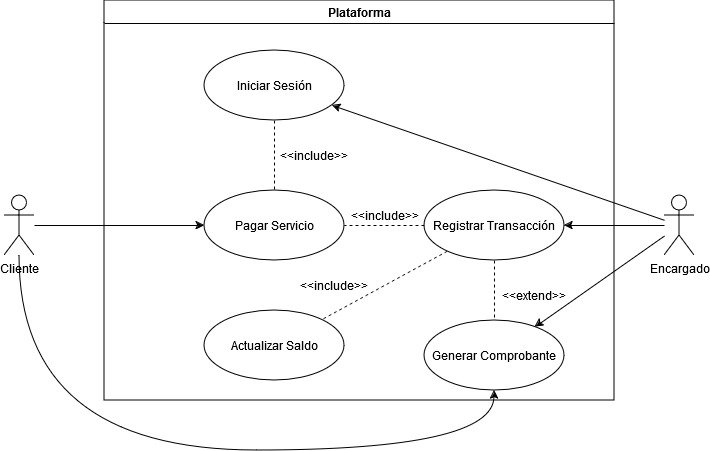 Plataforma
Iniciar Sesión
<<include>>
Pagar Servicio
<<include>>
Registrar Transacción
Cliente
Encargado
<<include>>
<<extend>>
Actualizar Saldo
Generar Comprobante